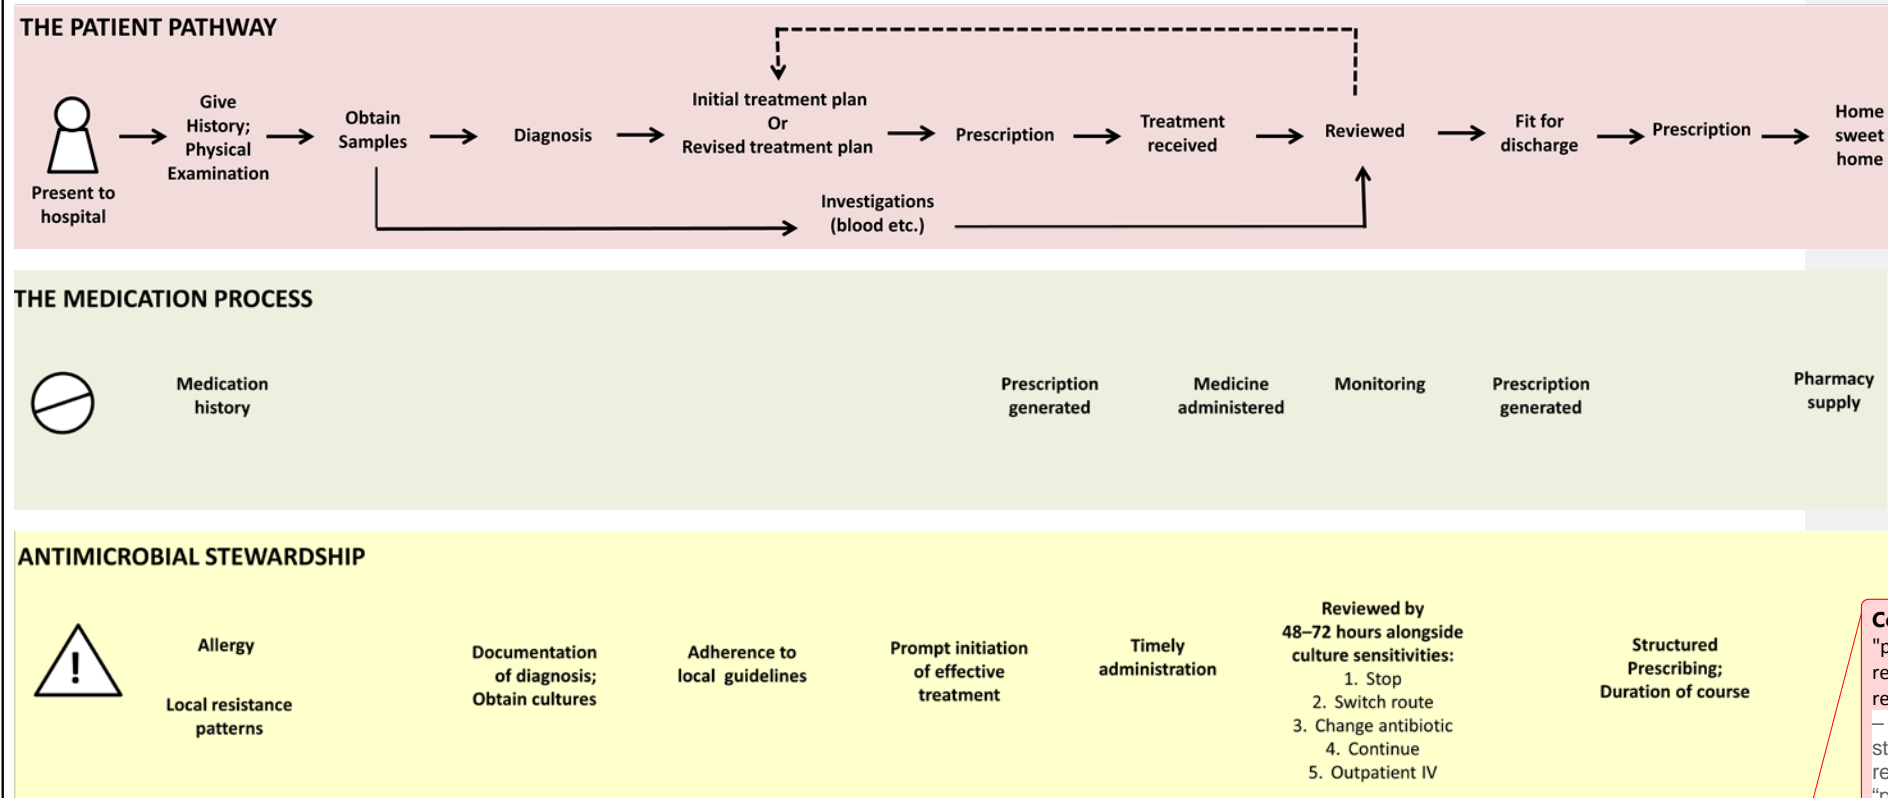 THE PATIENT PATHWAY
Present to
hospital
Give
History;
Physical
Examination
Obtain
Samples
Diagnosis
Initial treatment plan
Or
Revised treatment plan
Prescription
Treatment
received
Reviewed
Fit for
discharge
Prescription
Home
sweet
home
Investigations
(blood etc.)
THE MEDICATION PROCESS
Medication
history
Prescription
generated
Medicine
administered
Monitoring
Prescription
generated
Pharmacy
supply
ANTIMICROBIAL STEWARDSHIP
!
Allergy
Local resistance
patterns
Documentation
of diagnosis;
Obtain cultures
Adherence to
local guidelines
Prompt initiation
of effective
treatment
Timely
administration
Reviewed by
48–72 hours alongside
culture sensitivities:
1. Stop
2. Switch route
3. Change antibiotic
4. Continue
5. Outpatient IV
Structured
Prescribing;
Duration of course